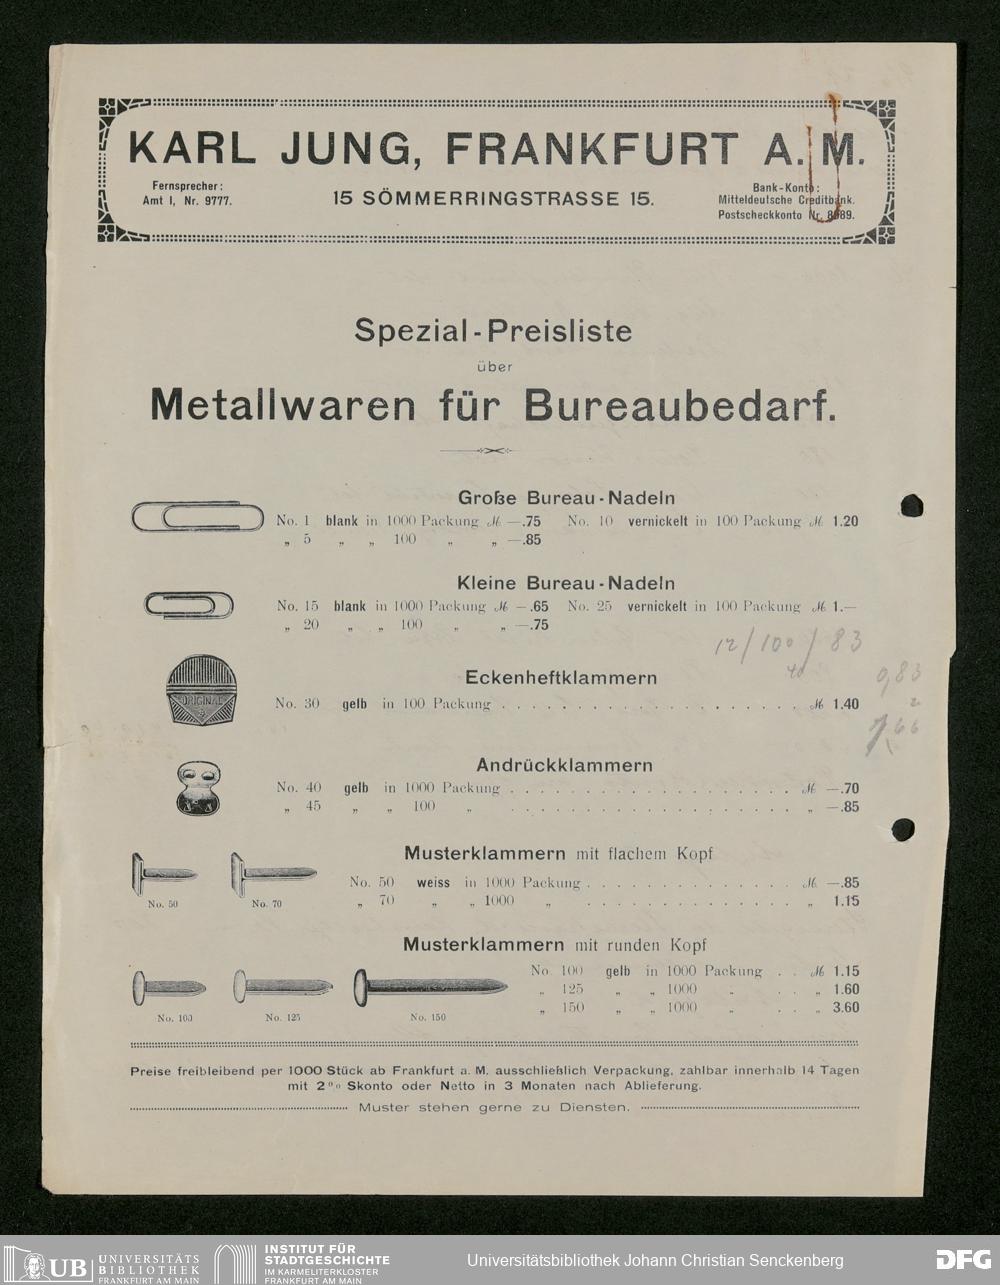 KARL JUNG, FRANKFURT A. M.
Fernsprecher:
Amt I, Nr. 9777.
15 SÖMMERRINGSTRASSE 15.
Bank-Konto:
Mitteldeutsche Creditbank.
Postscheckkonto Nr. 8989.
Spezial-Preisliste
über
Metallwaren für Bureaubedarf.
Große Bureau-Nadeln
No. 1 blank in 1000 Packung ℳ —.75 No. 10 vernickelt in 100 Packung ℳ 1.20
„ 5 „ „ 100 „ „ —.85
Kleine Bureau-Nadeln
No. 15 blank in 1000 Packung ℳ —.65 No. 25 vernickelt in 100 Packung ℳ 1.—
„ 20 „ „ 100 „ „ —.75
12/100/83
40
0,83
2
1,66
ORIGINAL
Eckenheftklammern
No. 30 gelb in 100 Packung . . . . . . . . . . . . . . . . . . . . ℳ 1.40
Andrückklammern
No. 40 gelb in 1000 Packung . . . . . . . . . . . . . . . . . . . ℳ —.70
„ 45 „ „ 100 „ . . . . . . . . . . . . . . . . . . . „ —.85
Musterklammern mit flachem Kopf
No. 50 weiss in 1000 Packung . . . . . . . . . . . . . . ℳ —.85
„ 70 „ „ 1000 „ . . . . . . . . . . . . . . „ 1.15
No. 50 No. 70
Musterklammern mit runden Kopf
No. 100 gelb in 1000 Packung . . ℳ 1.15
„ 125 „ „ 1000 „ . . „ 1.60
„ 150 „ „ 1000 „ . . „ 3.60
No. 100 No. 125 No. 150
Preise freibleibend per 1000 Stück ab Frankfurt a. M. ausschließlich Verpackung, zahlbar innerhalb 14 Tagen
mit 2% Skonto oder Netto in 3 Monaten nach Ablieferung.
Muster stehen gerne zu Diensten.
UB UNIVERSITÄTS
BIBLIOTHEK
FRANKFURT AM MAIN
INSTITUT FÜR
STADTGESCHICHTE
IM KARMELITERKLOSTER
FRANKFURT AM MAIN
Universitätsbibliothek Johann Christian Senckenberg
DFG